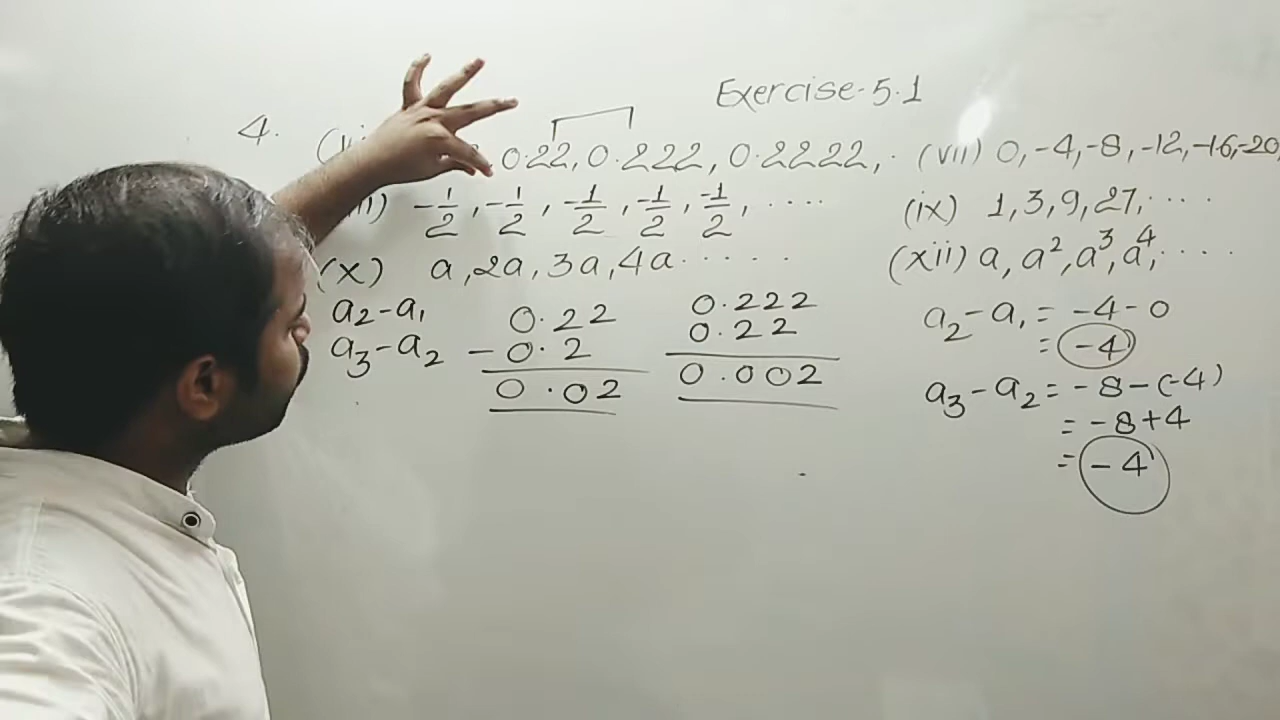 Exercise-5.1
4. (vi 0.22, 0.222, 0.2222, . (vii) 0, -4, -8, -12, -16, -20,
ii) -1/2, -1/2, -1/2, -1/2, -1/2, .... (ix) 1, 3, 9, 27, ....
(x) a, 2a, 3a, 4a ...... (xii) a, a², a³, a⁴, ....
a₂-a₁ 0.22 0.222 a₂-a₁ = -4-0
a₃-a₂ -0.2 0.22 = -4
0.02 0.002 a₃-a₂ = -8-(-4)
= -8+4
= -4